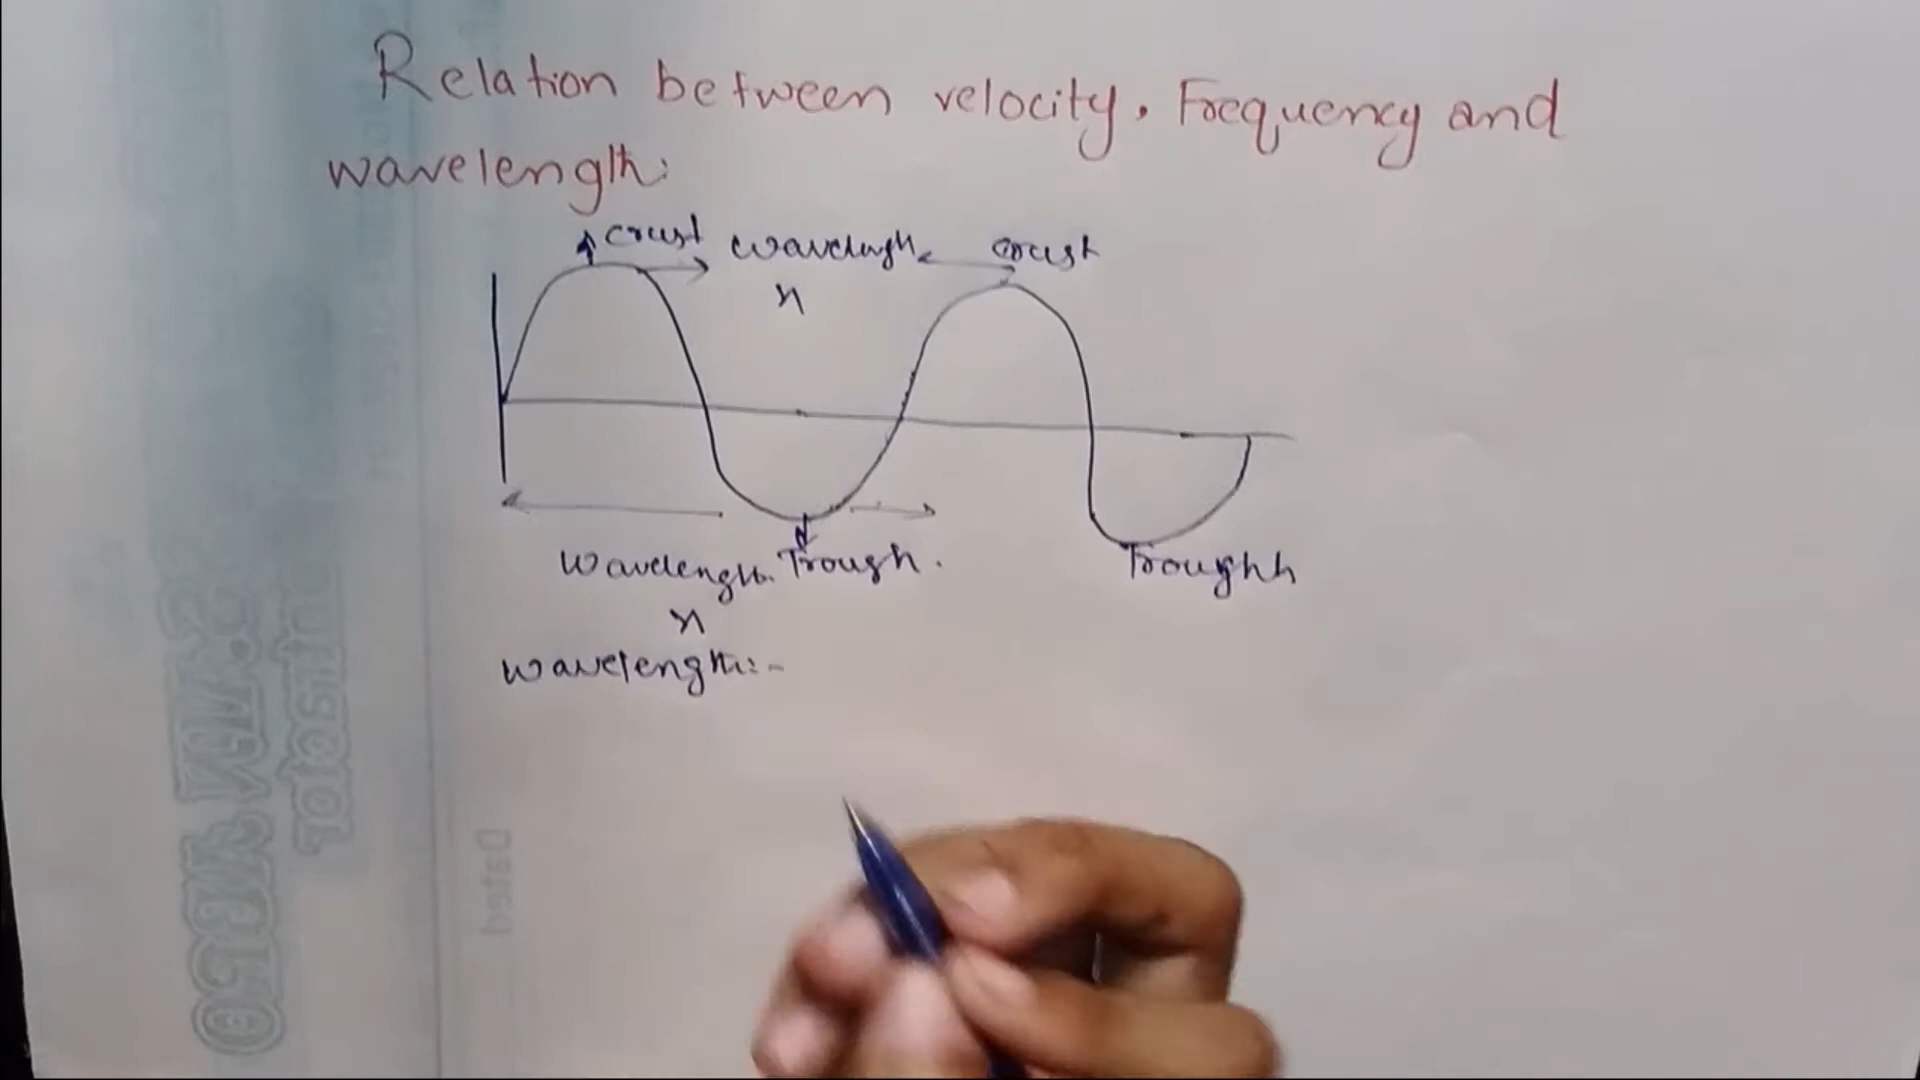 Relation between velocity, Frequency and
wavelength:
crust wavelength crust
λ
wavelength. Trough. Troughh
λ
wavelength:-